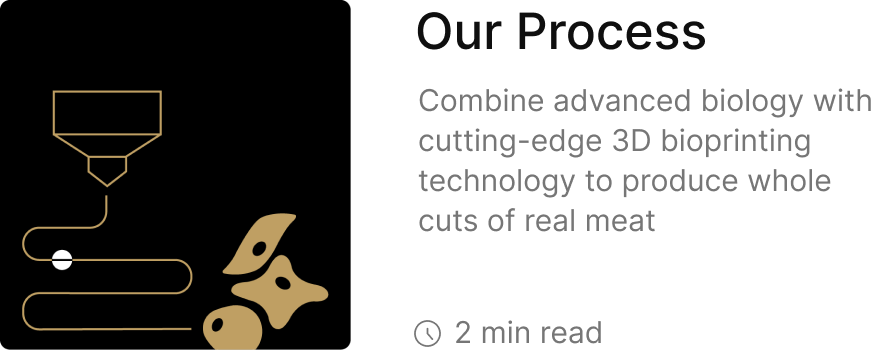 Our Process
Combine advanced biology with
cutting-edge 3D bioprinting
technology to produce whole
cuts of real meat
2 min read